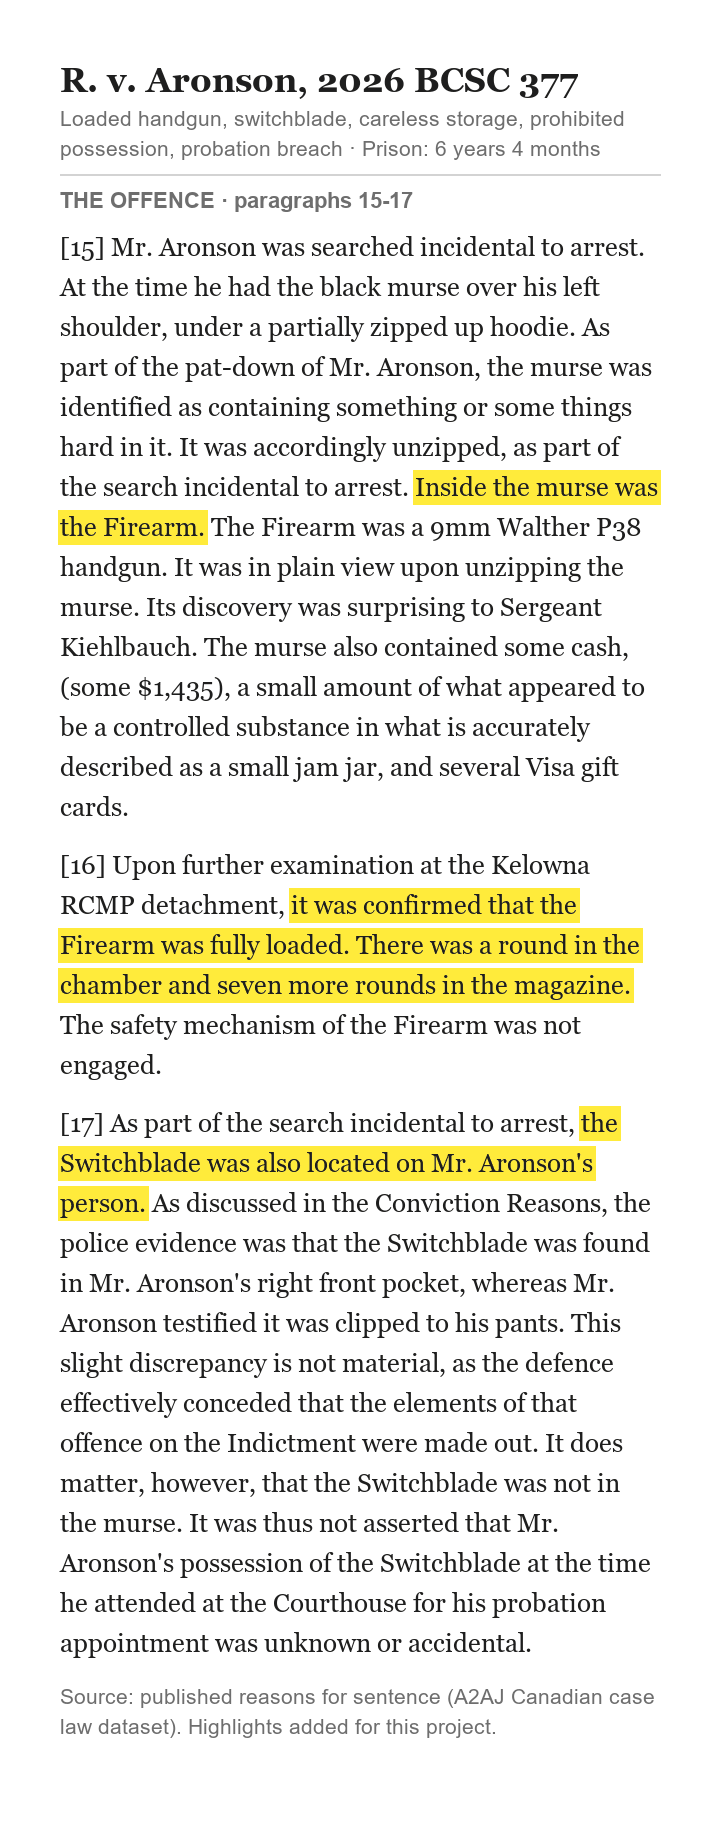 R. v. Aronson, 2026 BCSC 377
Loaded handgun, switchblade, careless storage, prohibited
possession, probation breach · Prison: 6 years 4 months
THE OFFENCE · paragraphs 15-17
[15] Mr. Aronson was searched incidental to arrest.
At the time he had the black murse over his left
shoulder, under a partially zipped up hoodie. As
part of the pat-down of Mr. Aronson, the murse was
identified as containing something or some things
hard in it. It was accordingly unzipped, as part of
the search incidental to arrest. Inside the murse was
the Firearm. The Firearm was a 9mm Walther P38
handgun. It was in plain view upon unzipping the
murse. Its discovery was surprising to Sergeant
Kiehlbauch. The murse also contained some cash,
(some $1,435), a small amount of what appeared to
be a controlled substance in what is accurately
described as a small jam jar, and several Visa gift
cards.
[16] Upon further examination at the Kelowna
RCMP detachment, it was confirmed that the
Firearm was fully loaded. There was a round in the
chamber and seven more rounds in the magazine.
The safety mechanism of the Firearm was not
engaged.
[17] As part of the search incidental to arrest, the
Switchblade was also located on Mr. Aronson's
person. As discussed in the Conviction Reasons, the
police evidence was that the Switchblade was found
in Mr. Aronson's right front pocket, whereas Mr.
Aronson testified it was clipped to his pants. This
slight discrepancy is not material, as the defence
effectively conceded that the elements of that
offence on the Indictment were made out. It does
matter, however, that the Switchblade was not in
the murse. It was thus not asserted that Mr.
Aronson's possession of the Switchblade at the time
he attended at the Courthouse for his probation
appointment was unknown or accidental.
Source: published reasons for sentence (A2AJ Canadian case
law dataset). Highlights added for this project.